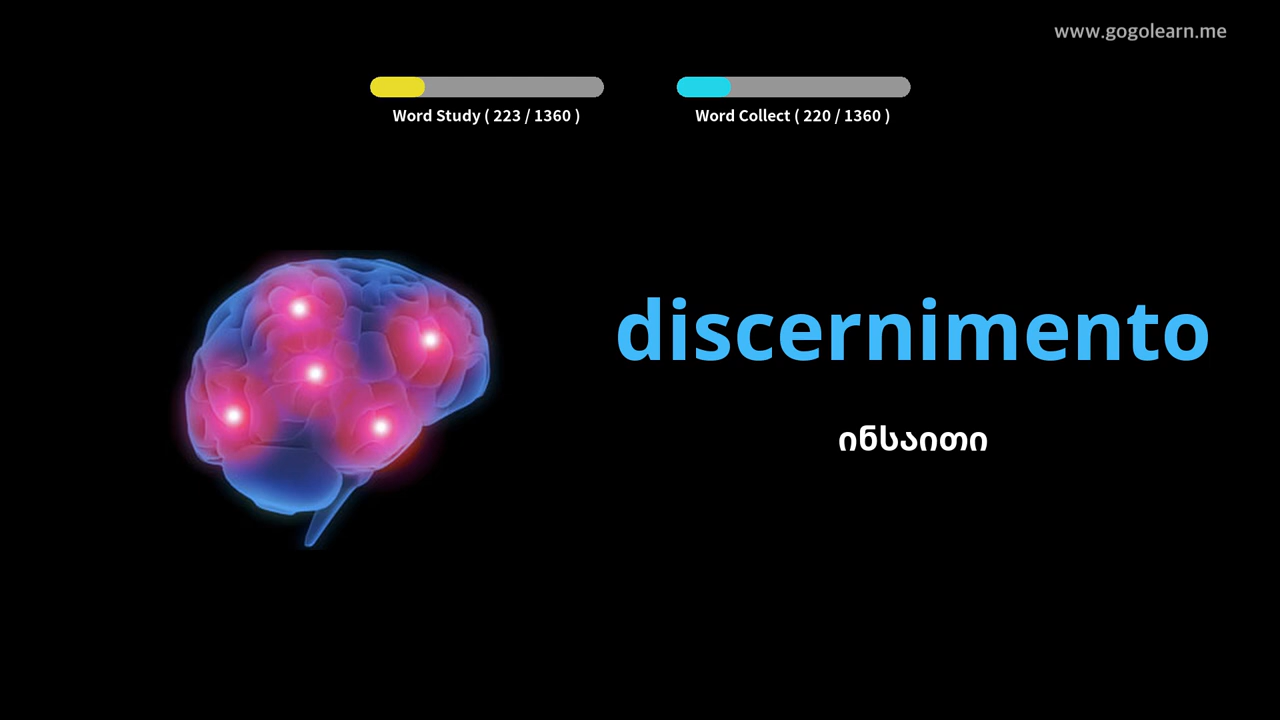 www.gogolearn.me
Word Study ( 223 / 1360 )
Word Collect ( 220 / 1360 )
discernimento
ინსაითი